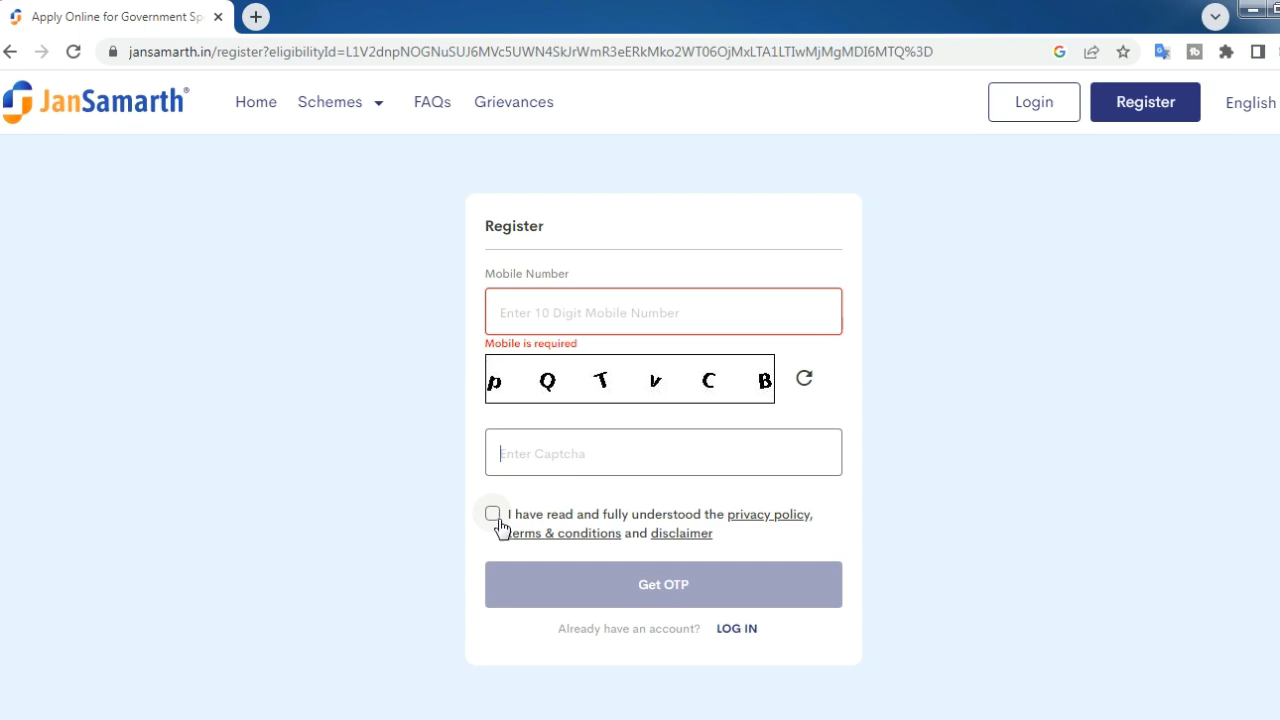 Apply Online for Government Sp
jansamarth.in/register?eligibilityId=L1V2dnpNOGNuSUJ6MVc5UWN4SkJrWmR3eERkMko2WT06OjMxLTA1LTIwMjMgMDI6MTQ%3D
JanSamarth®
Home Schemes FAQs Grievances Login Register English
Register
Mobile Number
Enter 10 Digit Mobile Number
Mobile is required
p Q T v C B
Enter Captcha
I have read and fully understood the privacy policy,
terms & conditions and disclaimer
Get OTP
Already have an account? LOG IN